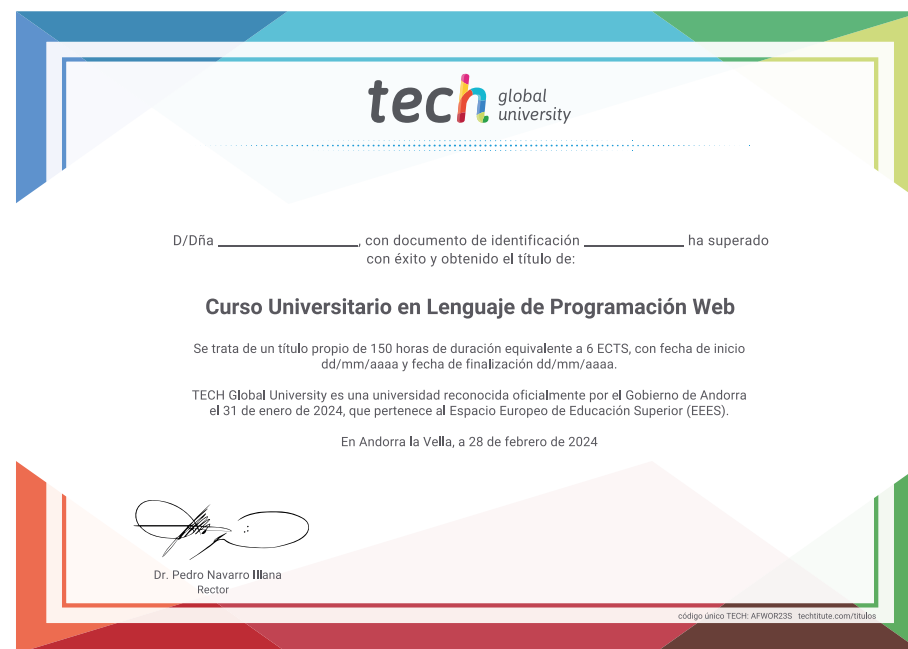 tech global university
D/Dña ____________________, con documento de identificación ______________ ha superado
con éxito y obtenido el título de:
Curso Universitario en Lenguaje de Programación Web
Se trata de un título propio de 150 horas de duración equivalente a 6 ECTS, con fecha de inicio
dd/mm/aaaa y fecha de finalización dd/mm/aaaa.
TECH Global University es una universidad reconocida oficialmente por el Gobierno de Andorra
el 31 de enero de 2024, que pertenece al Espacio Europeo de Educación Superior (EEES).
En Andorra la Vella, a 28 de febrero de 2024
Dr. Pedro Navarro Illana
Rector
código único TECH: AFWOR23S techtitute.com/titulos